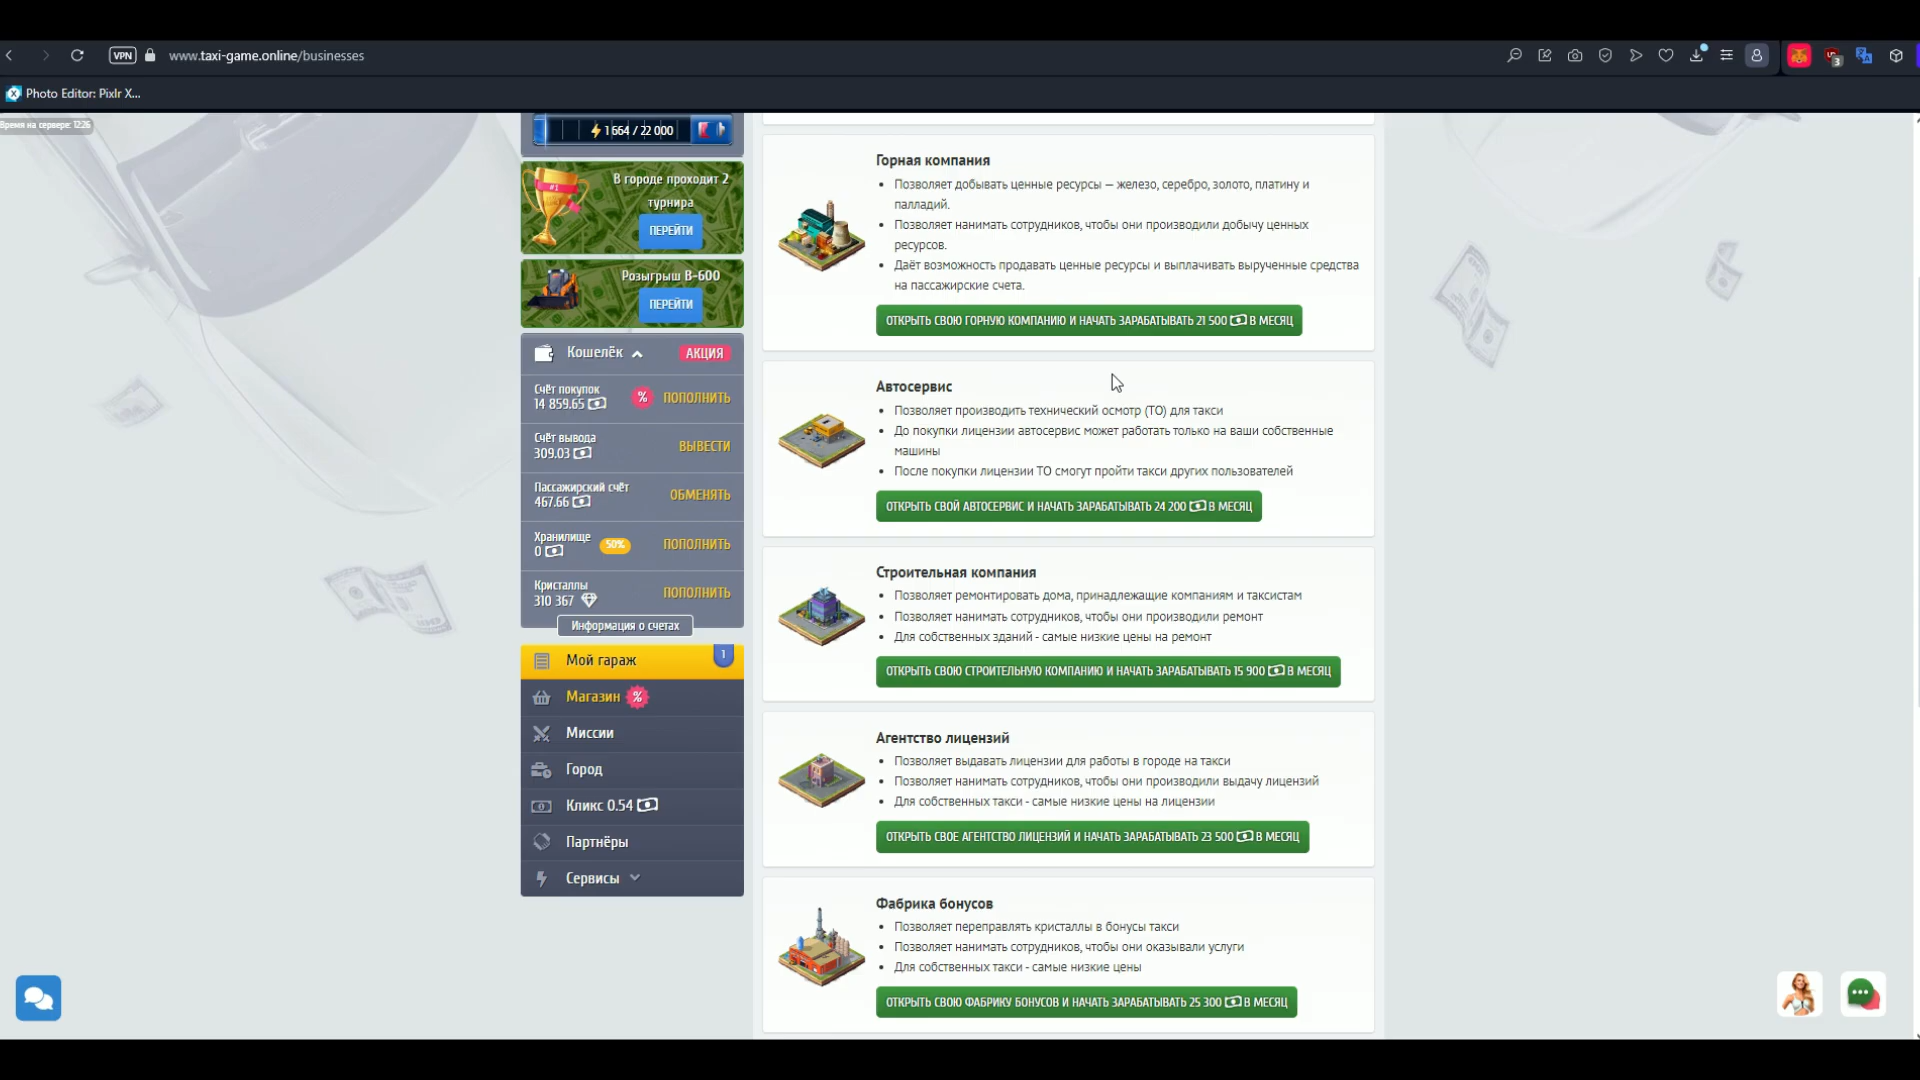 VPN
www.taxi-game.online/businesses
3
Photo Editor: Pixlr X...
Время на сервере: 12:26
1 664 / 22 000
#1
В городе проходит 2
турнира
ПЕРЕЙТИ
Розыгрыш B-600
ПЕРЕЙТИ
Кошелёк
АКЦИЯ
Счёт покупок
14 859.65
%
ПОПОЛНИТЬ
Счёт вывода
309.03
ВЫВЕСТИ
Пассажирский счёт
467.66
ОБМЕНЯТЬ
Хранилище
0
50%
ПОПОЛНИТЬ
Кристаллы
310 367
ПОПОЛНИТЬ
Информация о счетах
Мой гараж
1
Магазин %
Миссии
Город
Кликс 0.54
Партнёры
Сервисы
Горная компания
• Позволяет добывать ценные ресурсы — железо, серебро, золото, платину и
палладий.
• Позволяет нанимать сотрудников, чтобы они производили добычу ценных
ресурсов.
• Даёт возможность продавать ценные ресурсы и выплачивать вырученные средства
на пассажирские счета.
ОТКРЫТЬ СВОЮ ГОРНУЮ КОМПАНИЮ И НАЧАТЬ ЗАРАБАТЫВАТЬ 21 500 В МЕСЯЦ
Автосервис
• Позволяет производить технический осмотр (ТО) для такси
• До покупки лицензии автосервис может работать только на ваши собственные
машины
• После покупки лицензии ТО смогут пройти такси других пользователей
ОТКРЫТЬ СВОЙ АВТОСЕРВИС И НАЧАТЬ ЗАРАБАТЫВАТЬ 24 200 В МЕСЯЦ
Строительная компания
• Позволяет ремонтировать дома, принадлежащие компаниям и таксистам
• Позволяет нанимать сотрудников, чтобы они производили ремонт
• Для собственных зданий - самые низкие цены на ремонт
ОТКРЫТЬ СВОЮ СТРОИТЕЛЬНУЮ КОМПАНИЮ И НАЧАТЬ ЗАРАБАТЫВАТЬ 15 900 В МЕСЯЦ
Агентство лицензий
• Позволяет выдавать лицензии для работы в городе на такси
• Позволяет нанимать сотрудников, чтобы они производили выдачу лицензий
• Для собственных такси - самые низкие цены на лицензии
ОТКРЫТЬ СВОЕ АГЕНТСТВО ЛИЦЕНЗИЙ И НАЧАТЬ ЗАРАБАТЫВАТЬ 23 500 В МЕСЯЦ
Фабрика бонусов
• Позволяет переправлять кристаллы в бонусы такси
• Позволяет нанимать сотрудников, чтобы они оказывали услуги
• Для собственных такси - самые низкие цены
ОТКРЫТЬ СВОЮ ФАБРИКУ БОНУСОВ И НАЧАТЬ ЗАРАБАТЫВАТЬ 25 300 В МЕСЯЦ